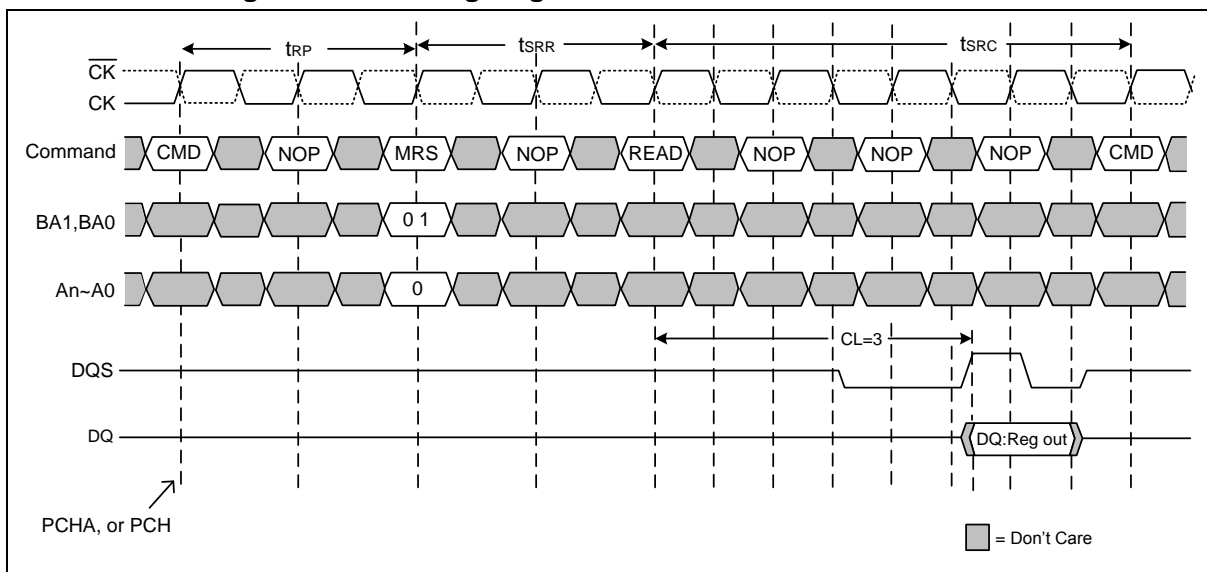 tRP tSRR tSRC
CK
CK
Command CMD NOP MRS NOP READ NOP NOP NOP CMD
BA1,BA0 0 1
An~A0 0
CL=3
DQS
DQ DQ:Reg out
PCHA, or PCH
= Don't Care